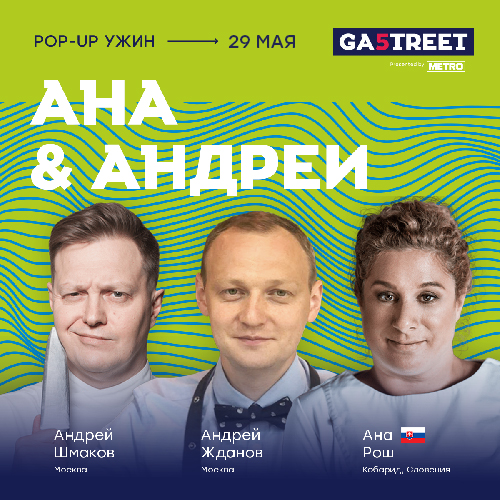 POP-UP УЖИН → 29 МАЯ
GA5TREET
Presented by METRO
АНА
& АНДРЕИ
Андрей
Шмаков
Москва
Андрей
Жданов
Москва
Ана
Рош
Кобарид, Словения